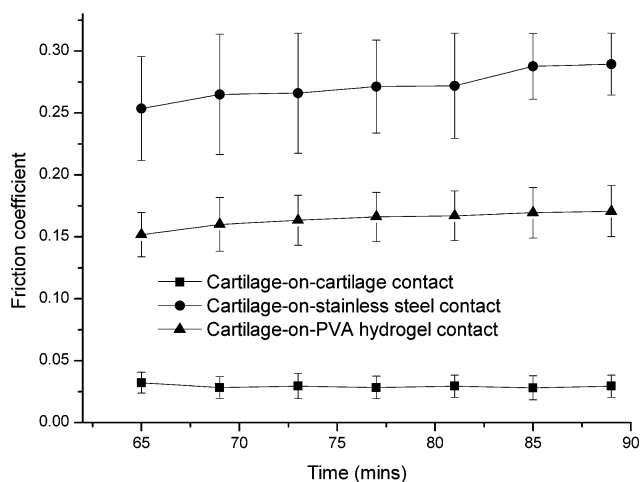 Friction coefficient
0.30
0.25
0.20
0.15
0.10
0.05
0.00
Cartilage-on-cartilage contact
Cartilage-on-stainless steel contact
Cartilage-on-PVA hydrogel contact
65 70 75 80 85 90
Time (mins)